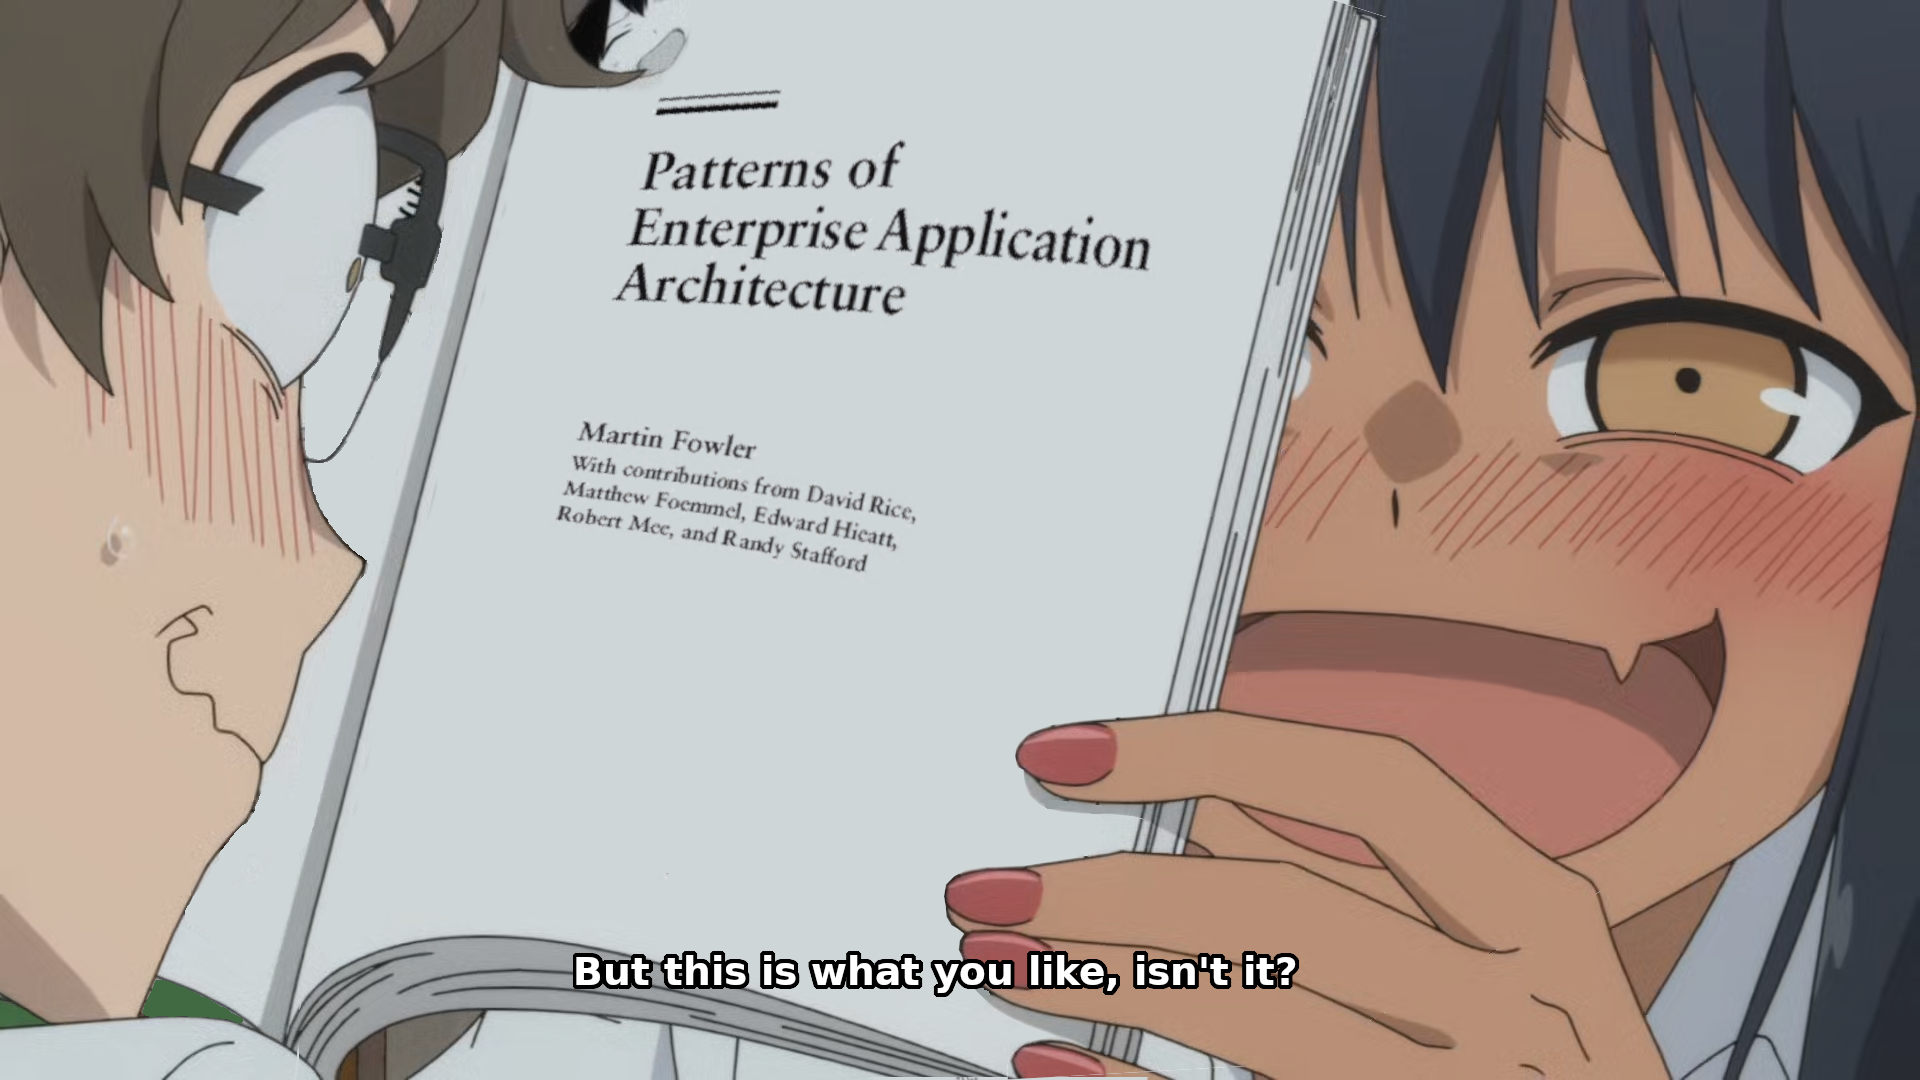 Patterns of
Enterprise Application
Architecture
Martin Fowler
With contributions from David Rice,
Matthew Foemmel, Edward Hieatt,
Robert Mee, and Randy Stafford
But this is what you like, isn't it?